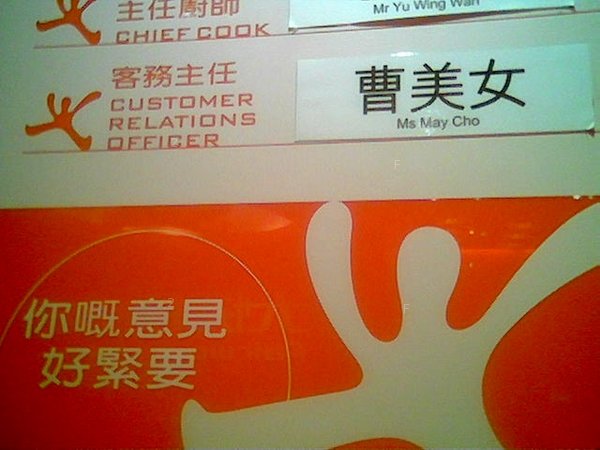 主任廚師
CHIEF COOK
Mr Yu Wing Wah
客務主任
CUSTOMER
RELATIONS
OFFICER
曹美女
Ms May Cho
你嘅意見
好緊要